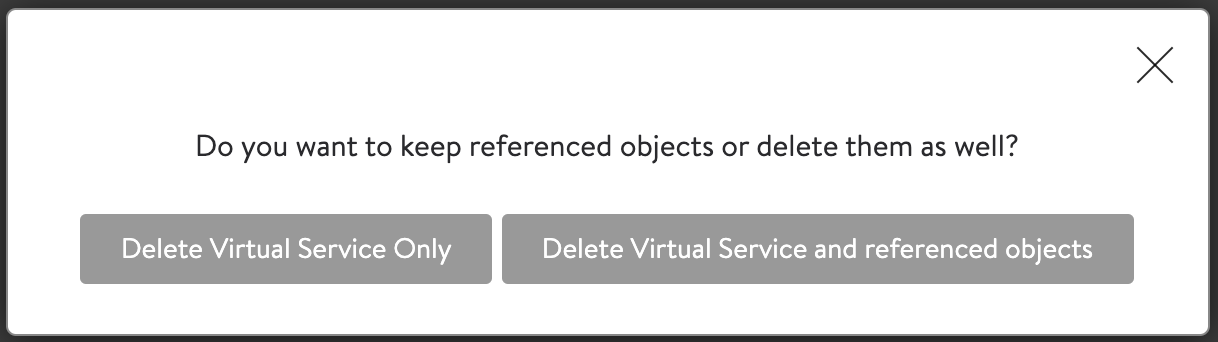 Do you want to keep referenced objects or delete them as well?
Delete Virtual Service Only
Delete Virtual Service and referenced objects